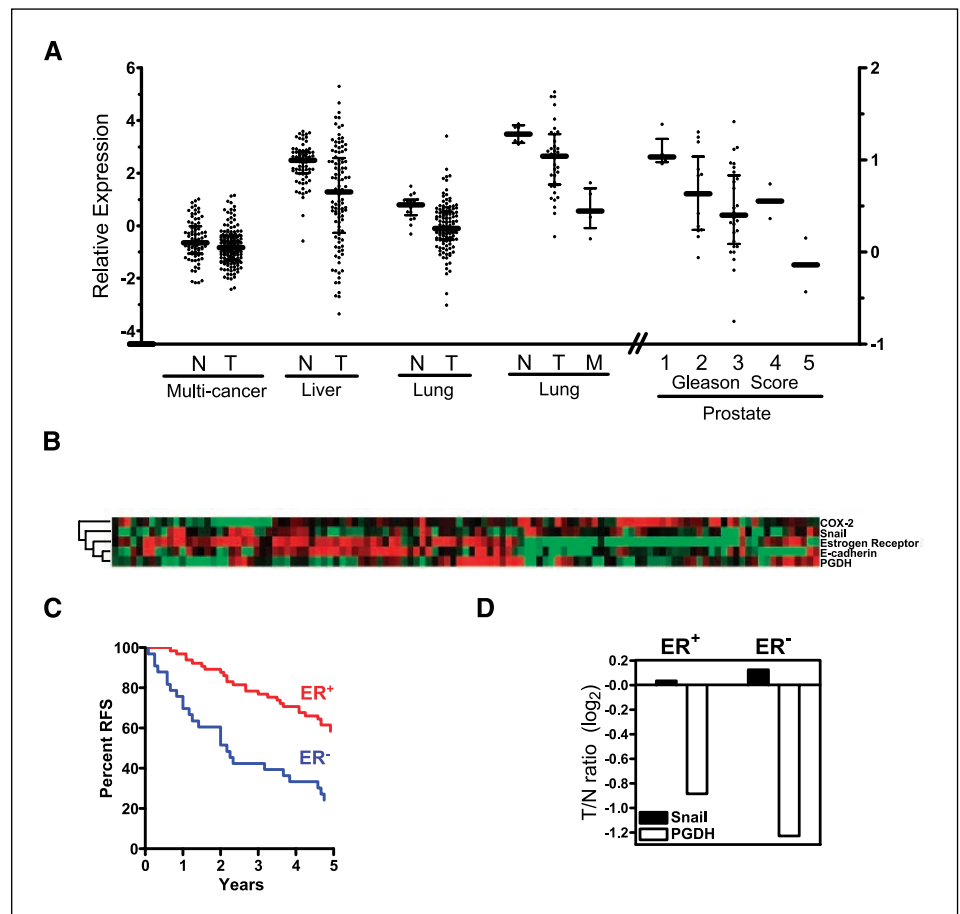 A
6
4
2
0
-2
-4
Relative Expression
2
1
0
-1
N T N T N T N T M 1 2 3 4 5
Multi-cancer Liver Lung Lung Gleason Score
Prostate
B
COX-2
Snail
Estrogen Receptor
E-cadherin
PGDH
C
100
80
60
40
20
0
Percent RFS
ER+
ER-
0 1 2 3 4 5
Years
D
ER+ ER-
0.2
-0.0
-0.2
-0.4
-0.6
-0.8
-1.0
-1.2
T/N ratio (log2)
Snail
PGDH